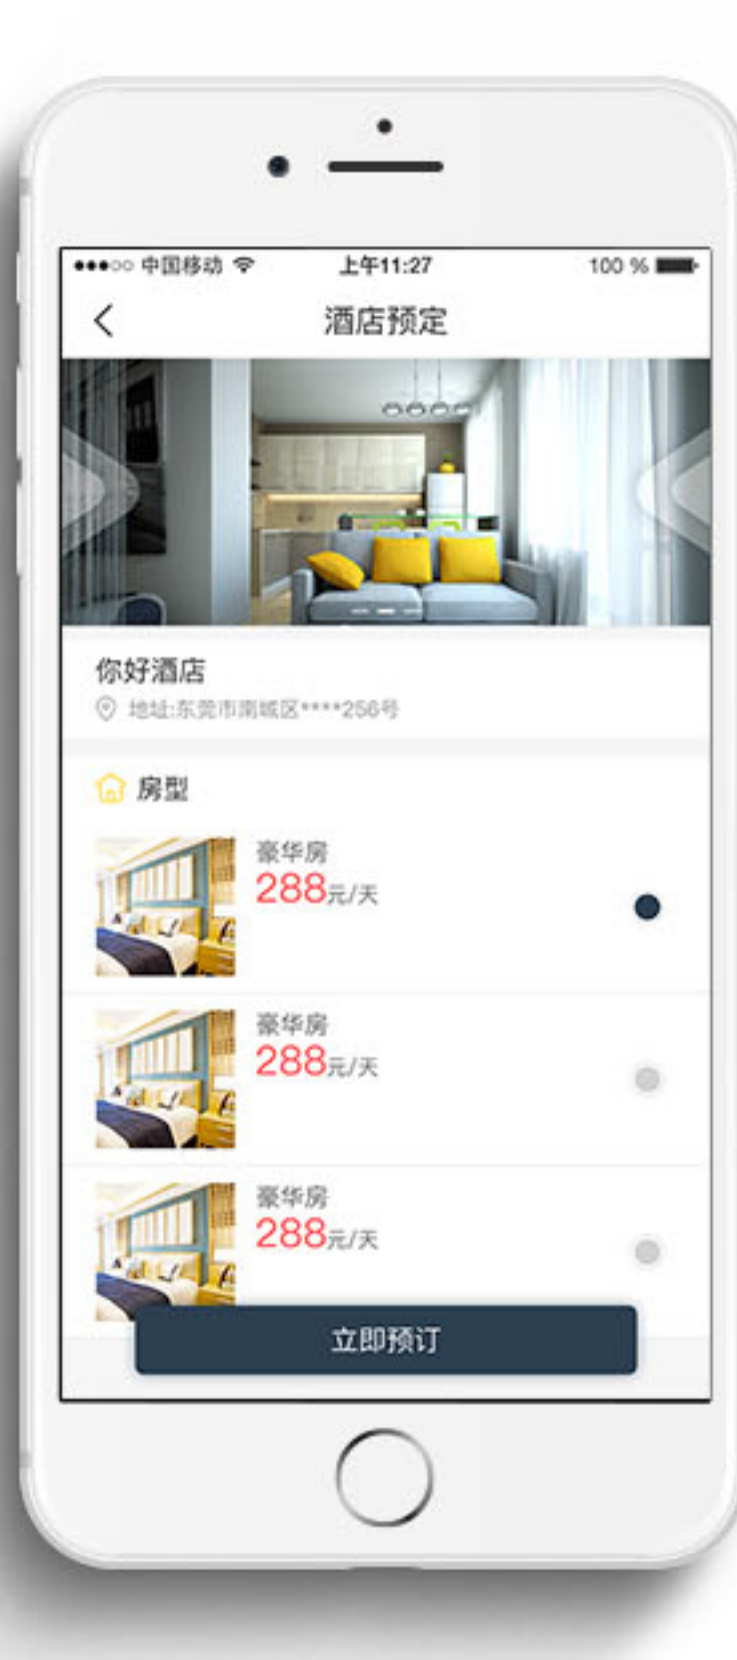 中国移动 上午11:27 100 %
酒店预定
你好酒店
地址:东莞市南城区****256号
房型
豪华房
288元/天
豪华房
288元/天
豪华房
288元/天
立即预订